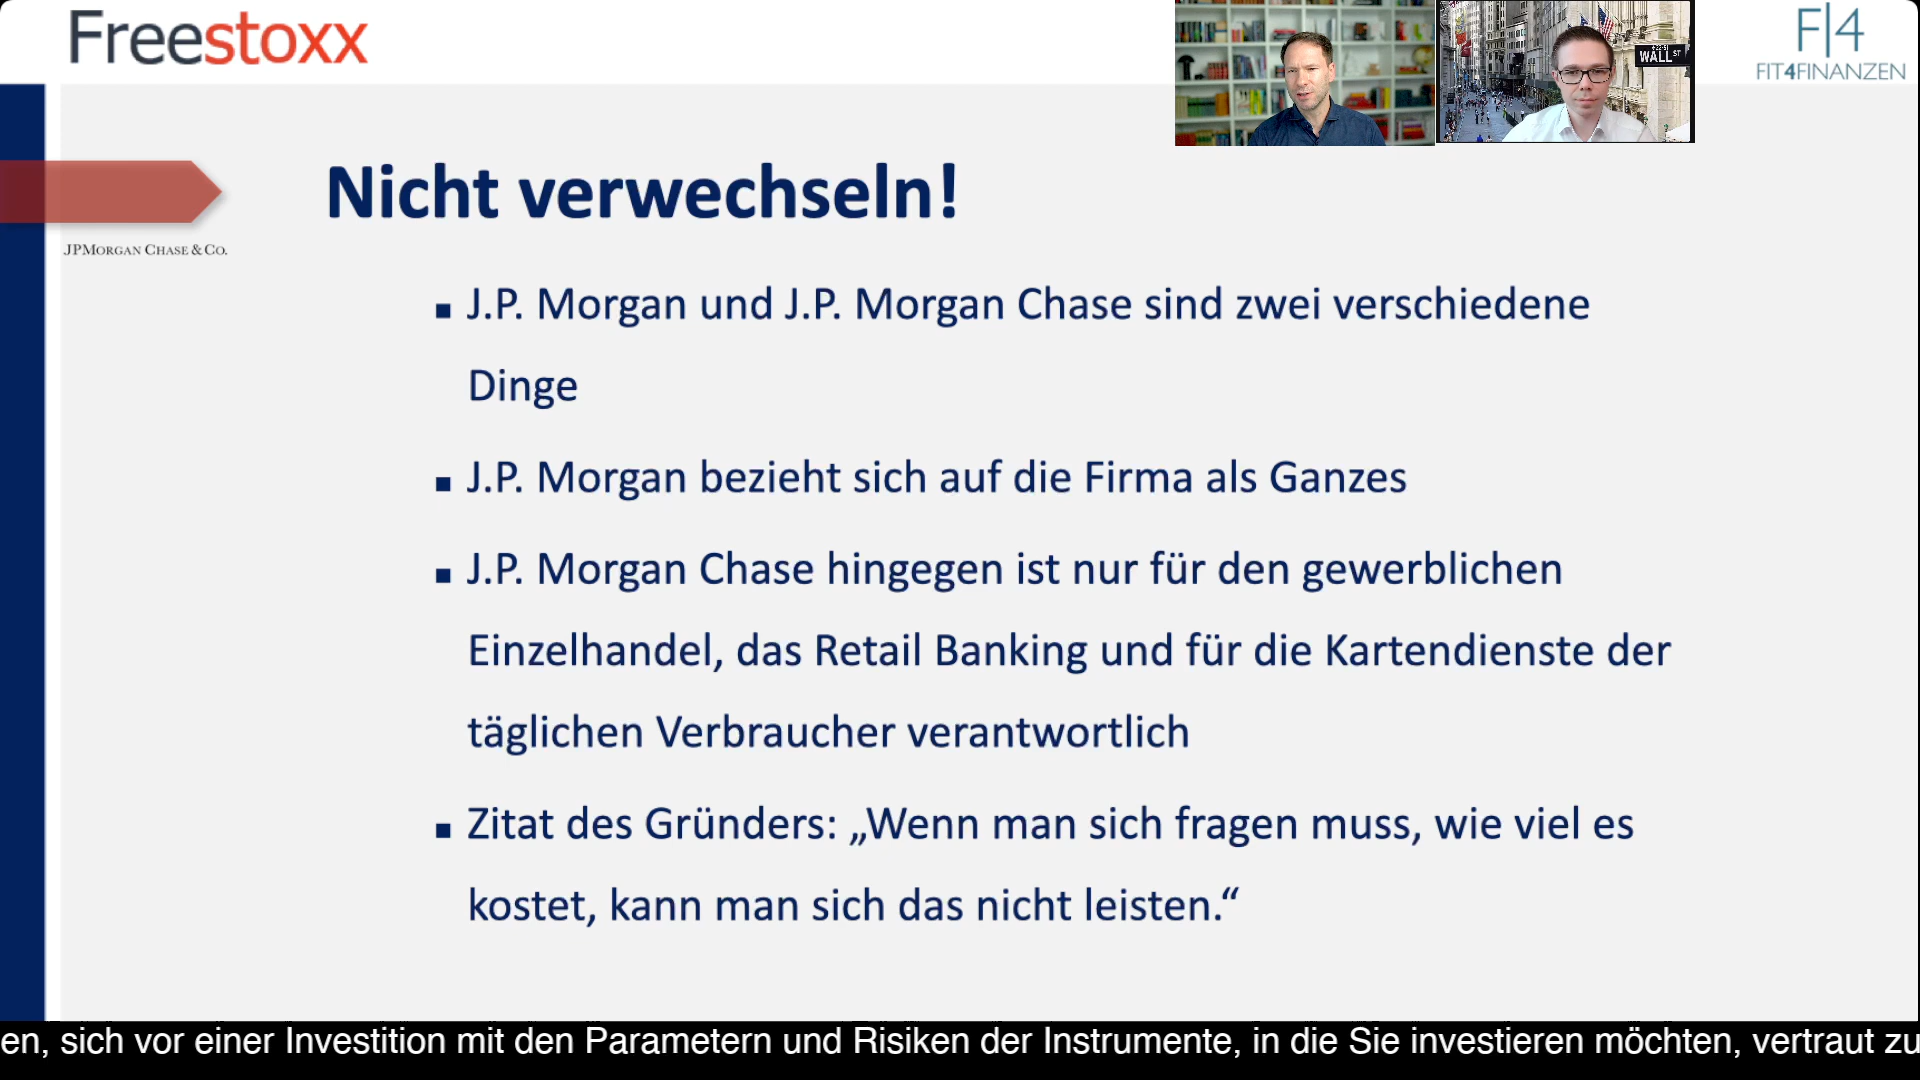 Freestoxx
WALL ST
F|4
FIT4FINANZEN
Nicht verwechseln!
JPMORGAN CHASE & CO.
▪ J.P. Morgan und J.P. Morgan Chase sind zwei verschiedene
Dinge
▪ J.P. Morgan bezieht sich auf die Firma als Ganzes
▪ J.P. Morgan Chase hingegen ist nur für den gewerblichen
Einzelhandel, das Retail Banking und für die Kartendienste der
täglichen Verbraucher verantwortlich
▪ Zitat des Gründers: „Wenn man sich fragen muss, wie viel es
kostet, kann man sich das nicht leisten.“
en, sich vor einer Investition mit den Parametern und Risiken der Instrumente, in die Sie investieren möchten, vertraut zu